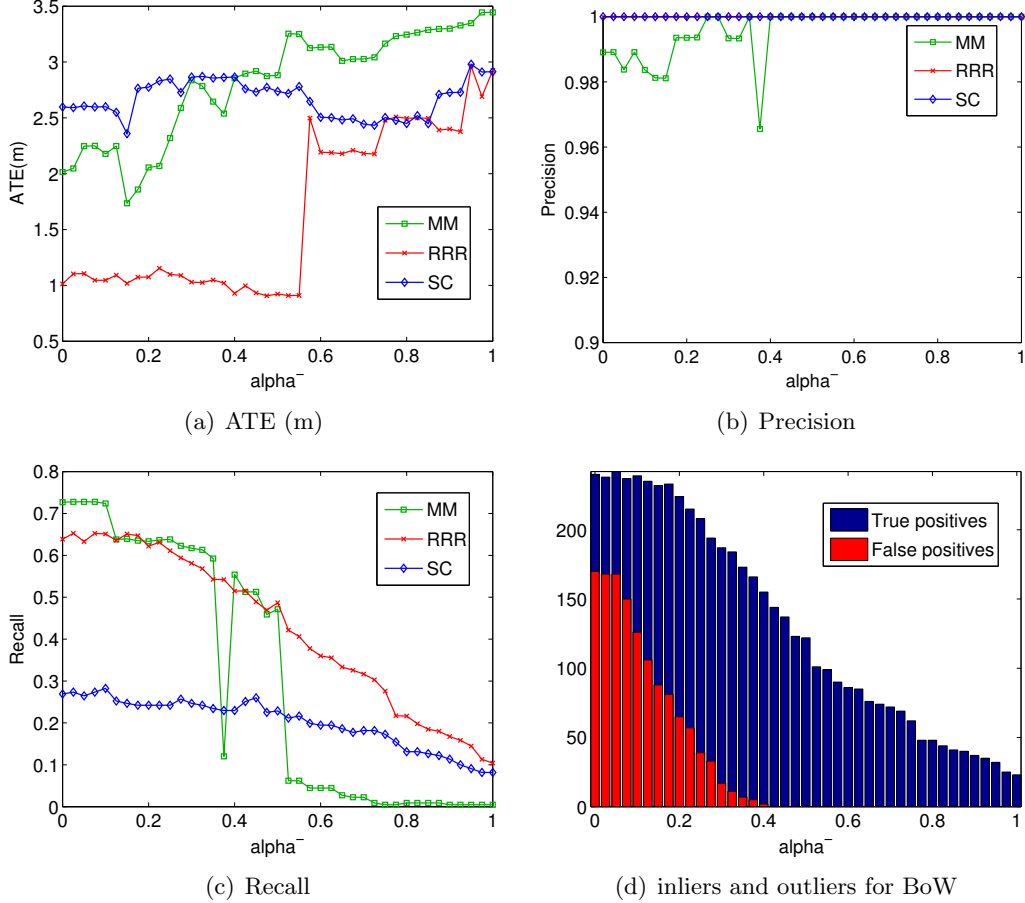 3.5
3
2.5
2
1.5
1
0.5
ATE(m)
MM
RRR
SC
0 0.2 0.4 0.6 0.8 1
alpha⁻
(a) ATE (m)
1
0.98
0.96
0.94
0.92
0.9
Precision
MM
RRR
SC
0 0.2 0.4 0.6 0.8 1
alpha⁻
(b) Precision
0.8
0.7
0.6
0.5
0.4
0.3
0.2
0.1
0
Recall
MM
RRR
SC
0 0.2 0.4 0.6 0.8 1
alpha⁻
(c) Recall
200
150
100
50
0
True positives
False positives
0 0.2 0.4 0.6 0.8 1
alpha⁻
(d) inliers and outliers for BoW